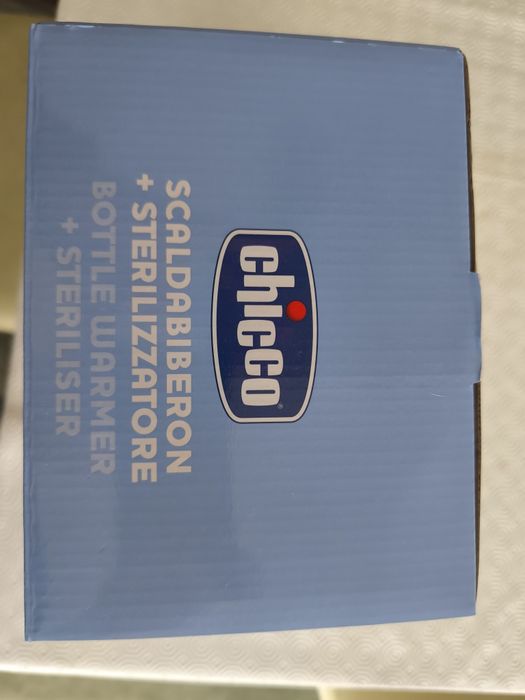 chicco
SCALDABIBERON
+ STERILIZZATORE
BOTTLE WARMER
+ STERILISER